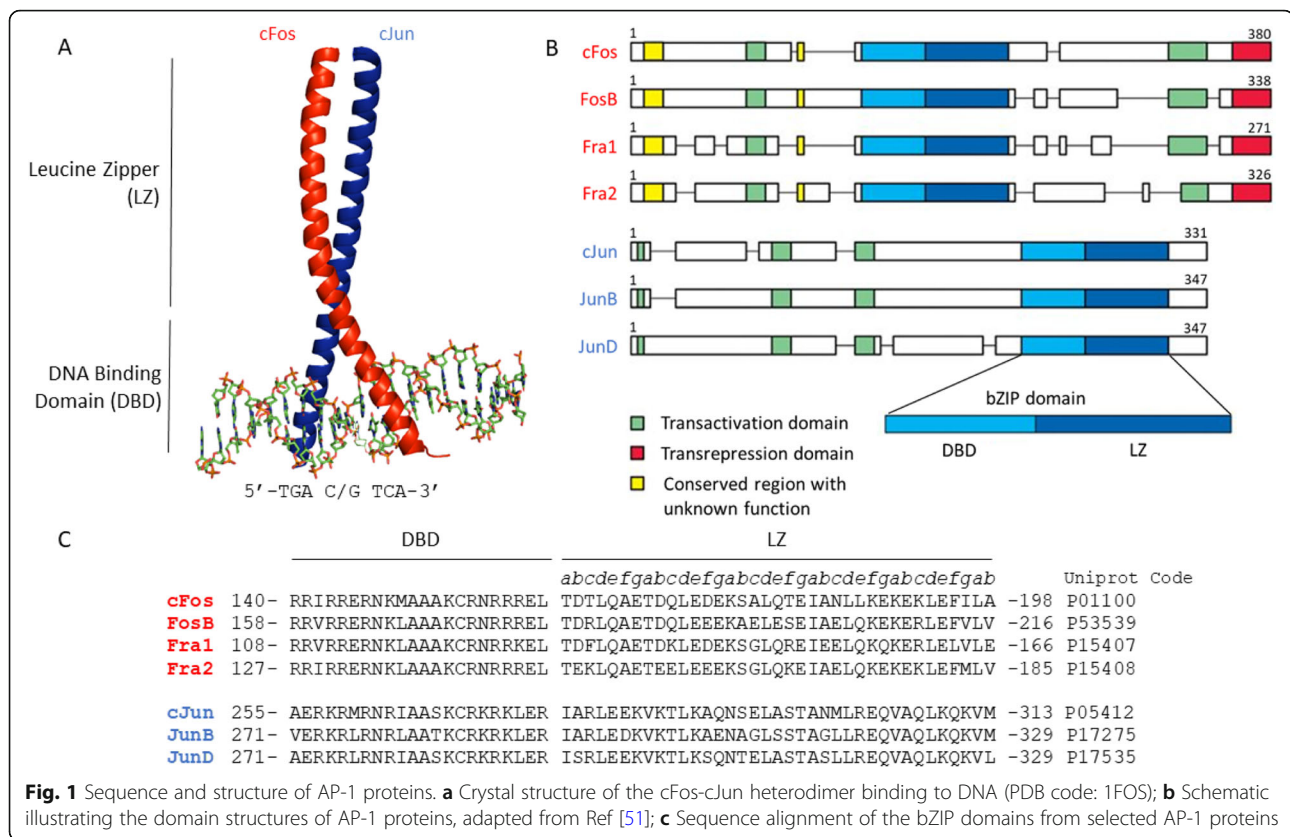 A
cFos
cJun
Leucine Zipper
(LZ)
DNA Binding
Domain (DBD)
5′-TGA C/G TCA-3′
B
1
380
cFos
1
338
FosB
1
271
Fra1
1
326
Fra2
1
331
cJun
1
347
JunB
1
347
JunD
bZIP domain
DBD
LZ
Transactivation domain
Transrepression domain
Conserved region with
unknown function
C
DBD LZ
abcdefgabcdefgabcdefgabcdefgabcdefgab Uniprot Code
cFos 140- RRIRRERNKMAAAKCRNRRREL TDTLQAETDQLEDEKSALQTEIANLLKEKEKLEFILA -198 P01100
FosB 158- RRVRRERNKLAAAKCRNRRREL TDRLQAETDQLEEEKAELESEIAELQKEKERLEFVLV -216 P53539
Fra1 108- RRVRRERNKLAAAKCRNRRKEL TDFLQAETDKLEDEKSGLQREIEELQKQKERLELVLE -166 P15407
Fra2 127- RRIRRERNKLAAAKCRNRRREL TEKLQAETEELEEEKSGLQKEIAELQKEKEKLEFMLV -185 P15408
cJun 255- AERKRMRNRIAASKCRKRKLER IARLEEKVKTLKAQNSELASTANMLREQVAQLKQKVM -313 P05412
JunB 271- VERKRLRNRLAATKCRKRKLER IARLEDKVKTLKAENAGLSSTAGLLREQVAQLKQKVM -329 P17275
JunD 271- AERKRLRNRIAASKCRKRKLER ISRLEEKVKTLKSQNTELASTASLLREQVAQLKQKVL -329 P17535
Fig. 1 Sequence and structure of AP-1 proteins. a Crystal structure of the cFos-cJun heterodimer binding to DNA (PDB code: 1FOS); b Schematic
illustrating the domain structures of AP-1 proteins, adapted from Ref [51]; c Sequence alignment of the bZIP domains from selected AP-1 proteins